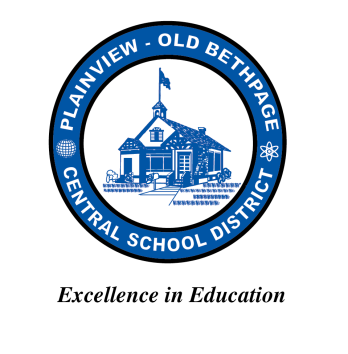 PLAINVIEW - OLD BETHPAGE
CENTRAL SCHOOL DISTRICT
Excellence in Education